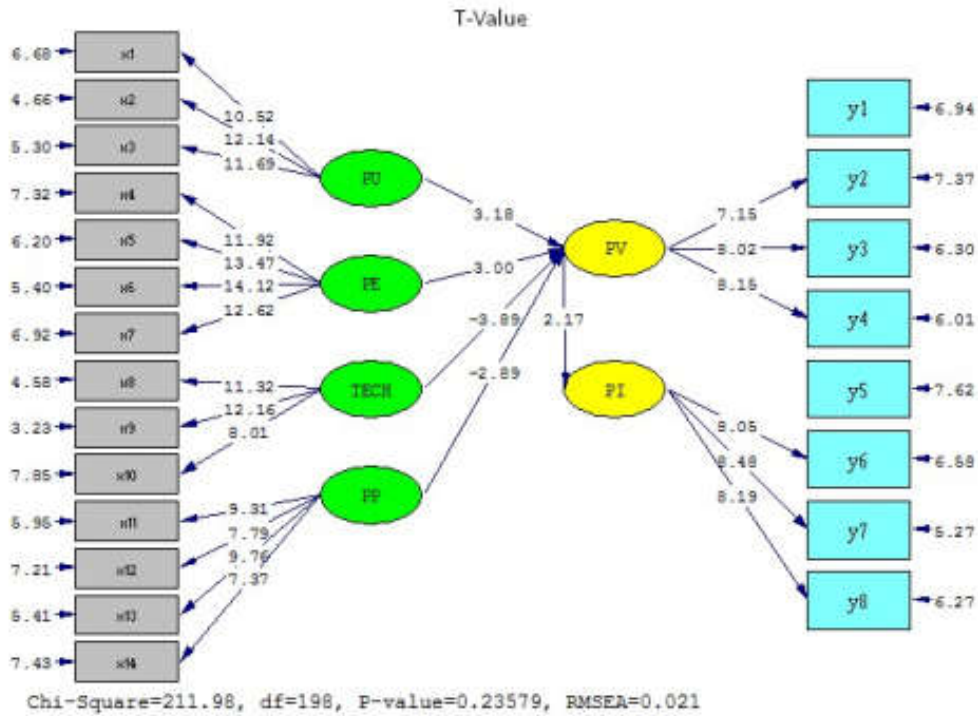 T-Value
6.68 x1
4.66 x2
5.30 x3
7.32 x4
6.20 x5
5.40 x6
6.92 x7
4.58 x8
3.23 x9
7.85 x10
5.95 x11
7.21 x12
5.41 x13
7.43 x14
10.52
12.14
11.69
11.92
13.47
14.12
12.62
11.32
12.16
8.01
9.31
7.79
9.76
7.37
PU
PE
TECH
PP
3.18
3.00
-3.89
-2.89
2.17
PV
PI
7.15
8.02
8.15
8.05
8.48
8.19
y1 6.94
y2 7.37
y3 6.30
y4 6.01
y5 7.62
y6 6.58
y7 5.27
y8 6.27
Chi-Square=211.98, df=198, P-value=0.23579, RMSEA=0.021